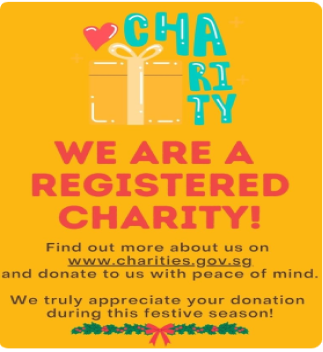 CHA
RI
TY
WE ARE A
REGISTERED
CHARITY!
Find out more about us on
www.charities.gov.sg
and donate to us with peace of mind.
We truly appreciate your donation
during this festive season!